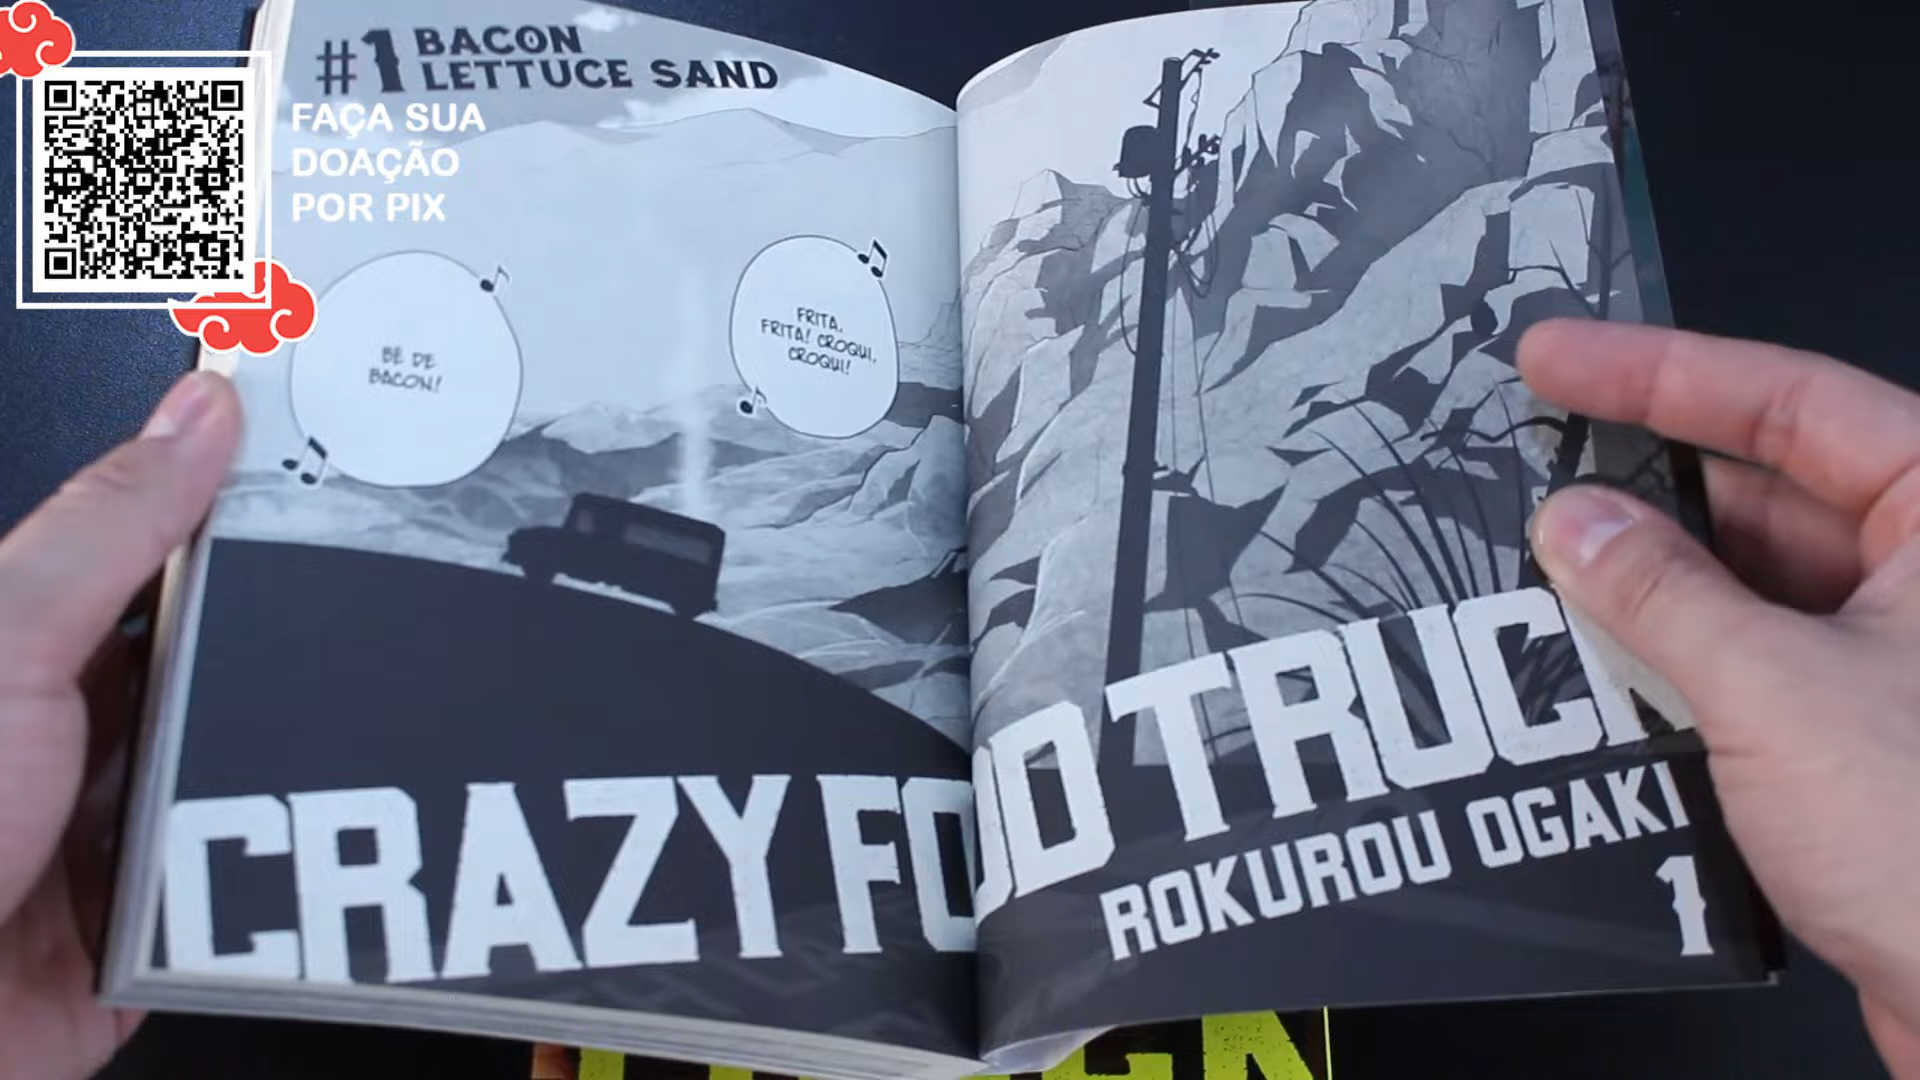 #1 BACON
LETTUCE SAND
FAÇA SUA
DOAÇÃO
POR PIX
BÊ DE
BACON!
FRITA,
FRITA! CROQUI,
CROQUI!
CRAZY FOOD TRUCK
ROKUROU OGAKI
1